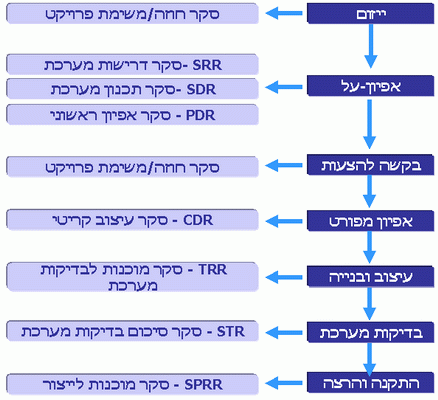 ייזום
סקר חוזה/משימת פרויקט
אפיון-על
SRR -סקר דרישות מערכת
SDR -סקר תכנון מערכת
PDR - סקר אפיון ראשוני
בקשה להצעות
סקר חוזה/משימת פרויקט
אפיון מפורט
CDR - סקר עיצוב קריטי
עיצוב ובנייה
TRR - סקר מוכנות לבדיקות
מערכת
בדיקות מערכת
STR - סקר סיכום בדיקות מערכת
התקנה והרצה
SPRR - סקר מוכנות לייצור